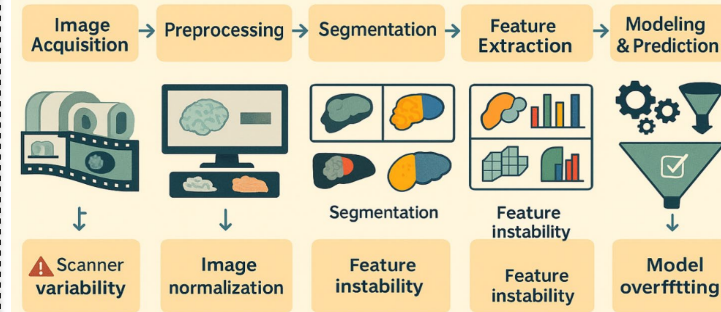 Image
Acquisition
Preprocessing
Segmentation
Feature
Extraction
Modeling
& Prediction
Segmentation
Feature
instability
Scanner
variability
Image
normalization
Feature
instability
Feature
instability
Model
overfftting